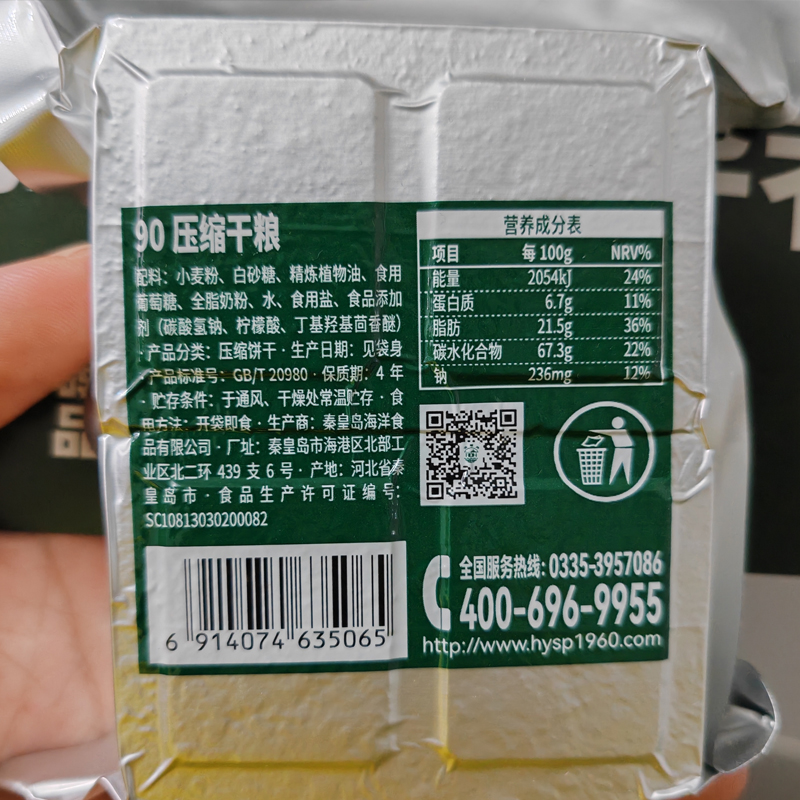 90 压缩干粮
配料：小麦粉、白砂糖、精炼植物油、食用
葡萄糖、全脂奶粉、水、食用盐、食品添加
剂（碳酸氢钠、柠檬酸、丁基羟基茴香醚）
·产品分类：压缩饼干·生产日期：见袋身
·产品标准号：GB/T 20980·保质期：4 年
·贮存条件：于通风、干燥处常温贮存·食
用方法：开袋即食·生产商：秦皇岛海洋食
品有限公司·厂址：秦皇岛市海港区北部工
业区北二环 439 支 6 号·产地：河北省秦
皇岛市·食品生产许可证编号：
SC10813030200082
营养成分表
项目 每 100g NRV%
能量 2054kJ 24%
蛋白质 6.7g 11%
脂肪 21.5g 36%
碳水化合物 67.3g 22%
钠 236mg 12%
6 914074 635065
全国服务热线：0335-3957086
400-696-9955
http://www.hysp1960.com